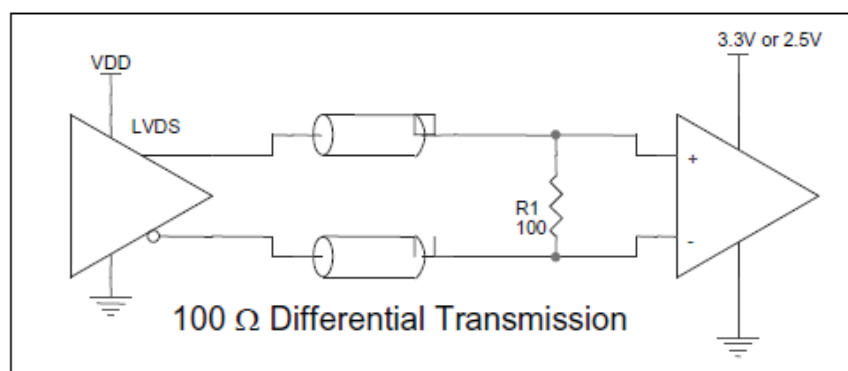 3.3V or 2.5V
VDD
LVDS
+
R1
100
-
100 Ω Differential Transmission